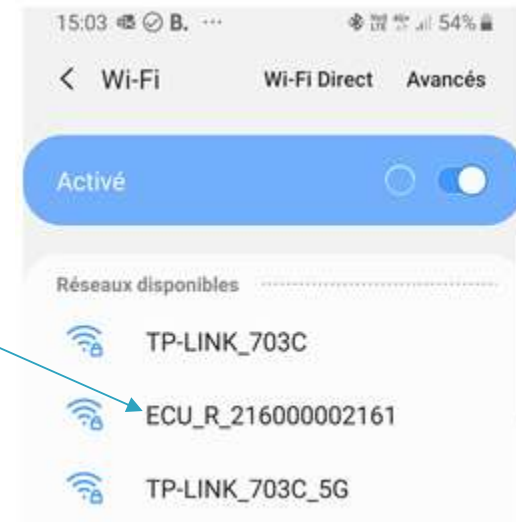 15:03 B. ... 54%
Wi-Fi Wi-Fi Direct Avancés
Activé
Réseaux disponibles
TP-LINK_703C
ECU_R_216000002161
TP-LINK_703C_5G